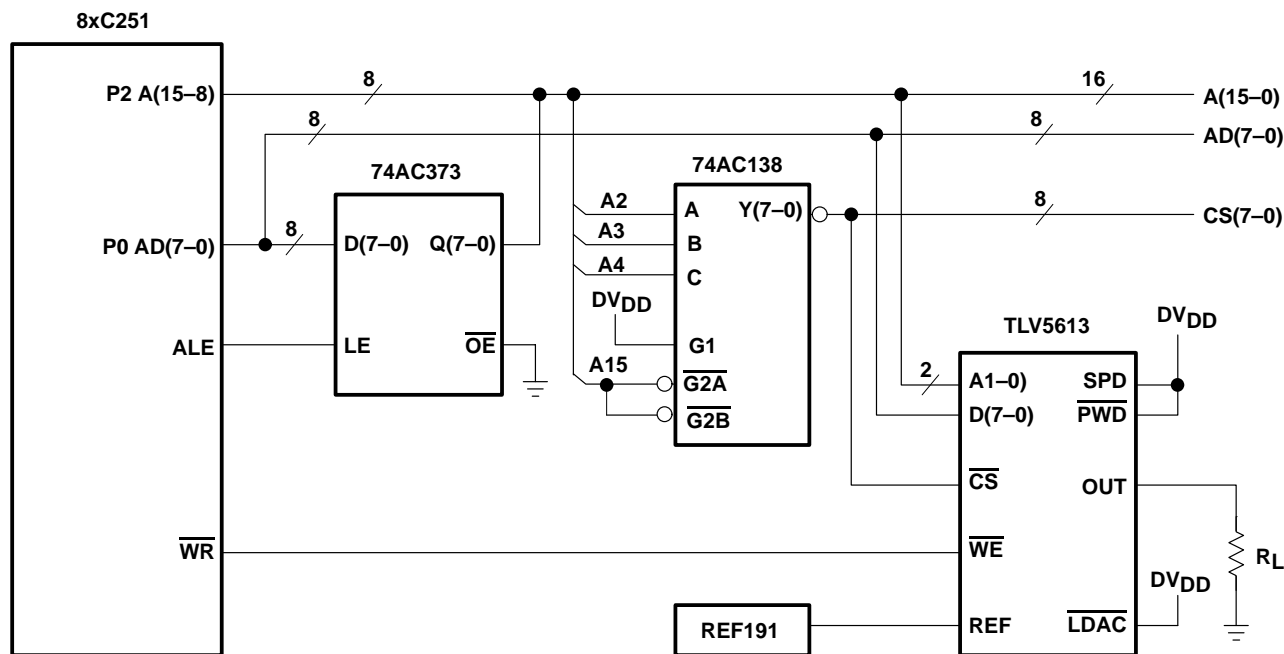 8xC251
P2 A(15–8)
8
16
A(15–0)
8
8
AD(7–0)
74AC373
74AC138
A2
A
Y(7–0)
8
CS(7–0)
P0 AD(7–0)
8
D(7–0)
Q(7–0)
A3
B
A4
C
DVDD
TLV5613
DVDD
ALE
LE
OE
G1
A15
G2A
2
A1–0)
SPD
G2B
D(7–0)
PWD
CS
OUT
WR
WE
RL
DVDD
REF191
REF
LDAC